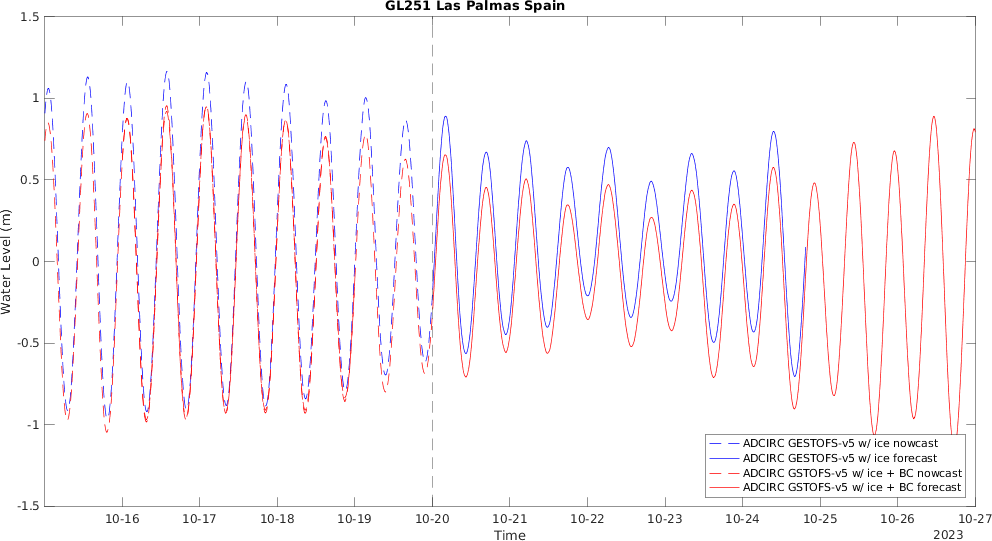 GL251 Las Palmas Spain
1.5
1
0.5
0
-0.5
-1
-1.5
Water Level (m)
10-16 10-17 10-18 10-19 10-20 10-21 10-22 10-23 10-24 10-25 10-26 10-27
Time
2023
ADCIRC GESTOFS-v5 w/ ice nowcast
ADCIRC GESTOFS-v5 w/ ice forecast
ADCIRC GSTOFS-v5 w/ ice + BC nowcast
ADCIRC GSTOFS-v5 w/ ice + BC forecast